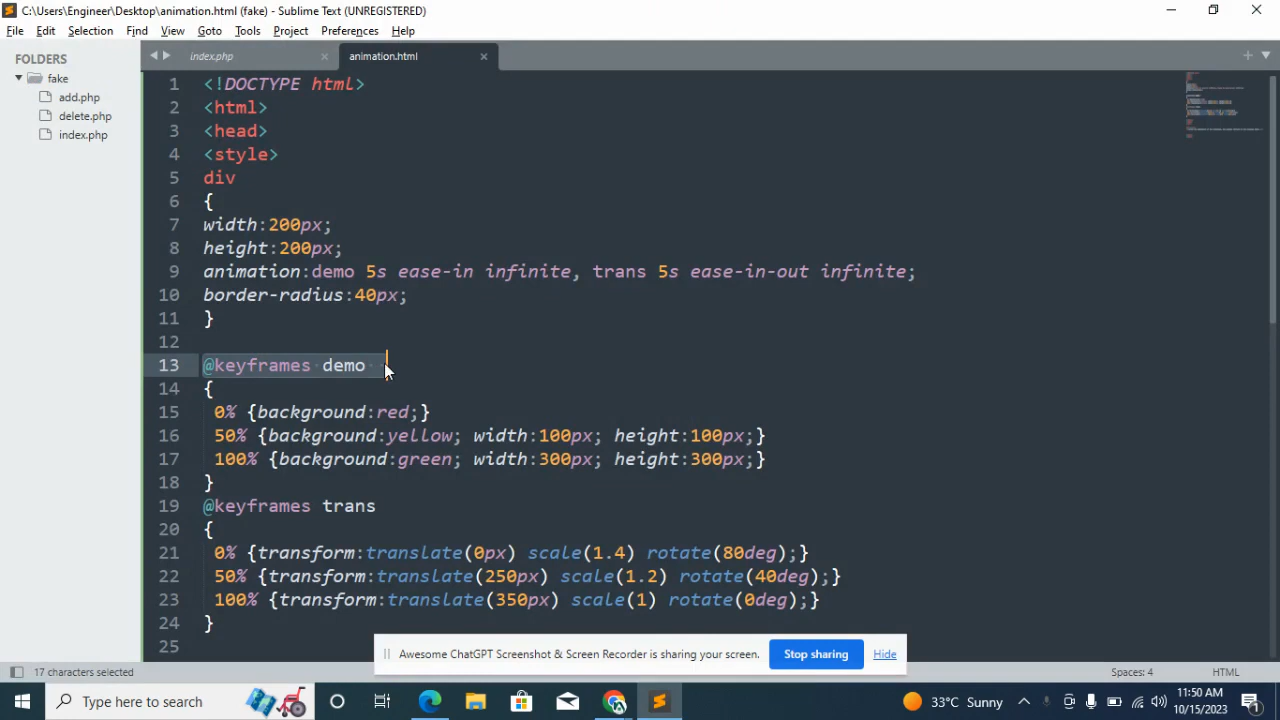 C:\Users\Engineer\Desktop\animation.html (fake) - Sublime Text (UNREGISTERED)
File Edit Selection Find View Goto Tools Project Preferences Help
FOLDERS
fake
add.php
delete.php
index.php
index.php animation.html
1 <!DOCTYPE html>
2 <html>
3 <head>
4 <style>
5 div
6 {
7 width:200px;
8 height:200px;
9 animation:demo 5s ease-in infinite, trans 5s ease-in-out infinite;
10 border-radius:40px;
11 }
12
13 @keyframes demo
14 {
15 0% {background:red;}
16 50% {background:yellow; width:100px; height:100px;}
17 100% {background:green; width:300px; height:300px;}
18 }
19 @keyframes trans
20 {
21 0% {transform:translate(0px) scale(1.4) rotate(80deg);}
22 50% {transform:translate(250px) scale(1.2) rotate(40deg);}
23 100% {transform:translate(350px) scale(1) rotate(0deg);}
24 }
25
Awesome ChatGPT Screenshot & Screen Recorder is sharing your screen. Stop sharing Hide
17 characters selected Spaces: 4 HTML
Type here to search 33°C Sunny 11:50 AM
10/15/2023 1